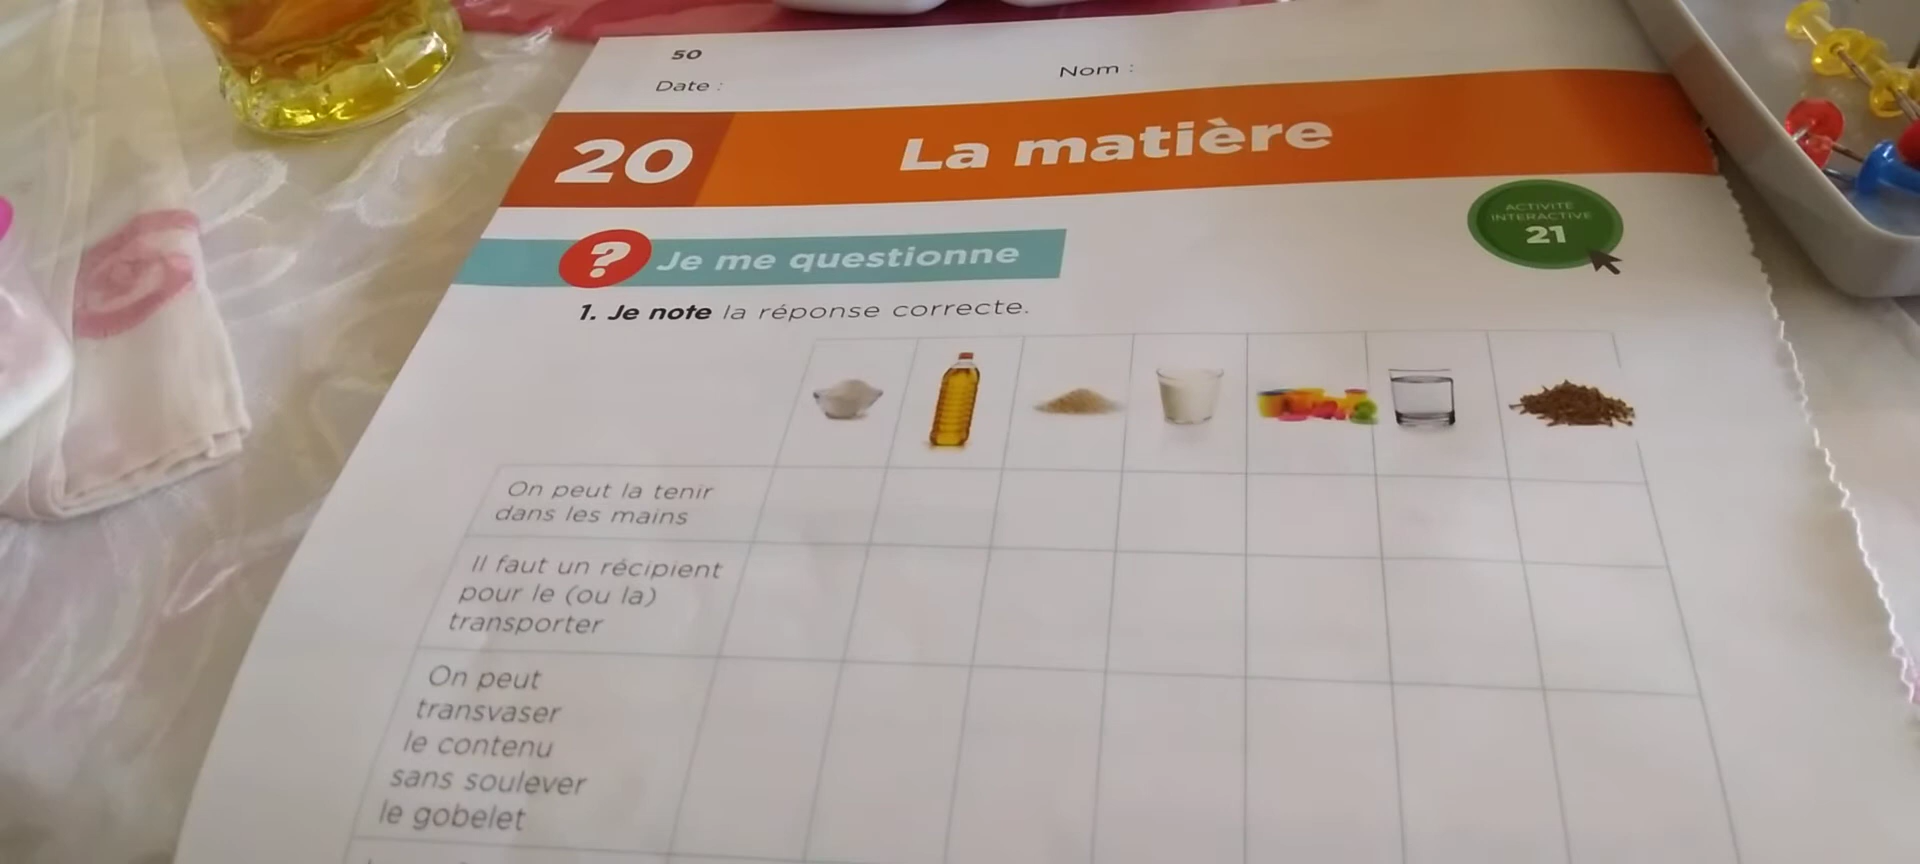 50
Date :
Nom :
20
La matière
ACTIVITÉ
INTERACTIVE
21
? Je me questionne
1. Je note la réponse correcte.
On peut la tenir
dans les mains
Il faut un récipient
pour le (ou la)
transporter
On peut
transvaser
le contenu
sans soulever
le gobelet